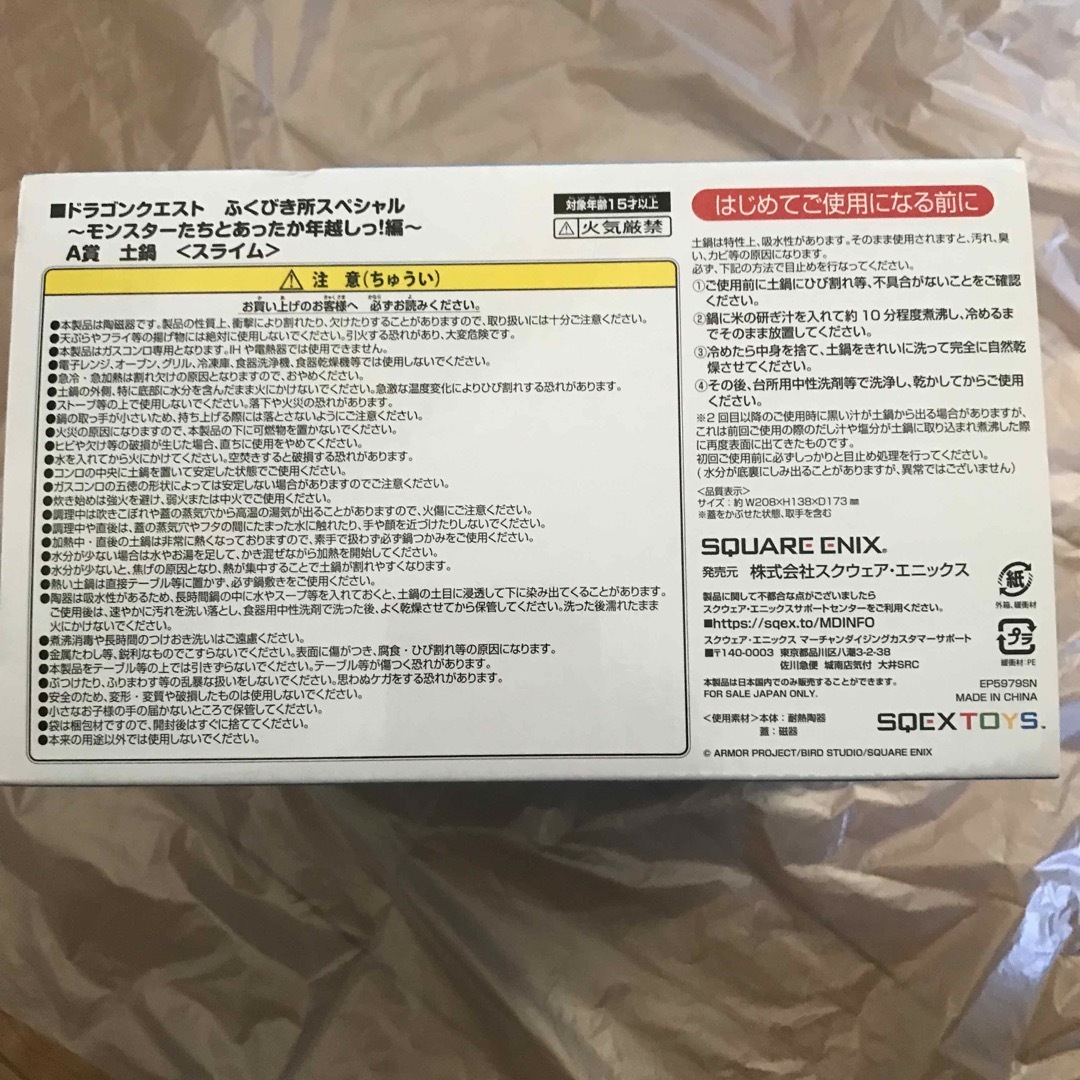 ■ドラゴンクエスト ふくびき所スペシャル
～モンスターたちとあったか年越しっ!編～
A賞 土鍋 <スライム>
対象年齢15才以上
火気厳禁
注 意(ちゅうい)
お買い上げのお客様へ 必ずお読みください。
●本製品は陶磁器です。製品の性質上、衝撃により割れたり、欠けたりすることがありますので、取り扱いには十分ご注意ください。
●天ぷらやフライ等の揚げ物には絶対に使用しないでください。引火する恐れがあり、大変危険です。
●本製品はガスコンロ専用となります。IHや電熱器では使用できません。
●電子レンジ、オーブン、グリル、冷凍庫、食器洗浄機、食器乾燥機等では使用しないでください。
●急冷・急加熱は割れ欠けの原因となりますので、おやめください。
●土鍋の外側、特に底部に水分を含んだまま火にかけないでください。急激な温度変化によりひび割れする恐れがあります。
●ストーブ等の上で使用しないでください。落下や火災の恐れがあります。
●鍋の取っ手が小さいため、持ち上げる際には落とさないようにご注意ください。
●火災の原因になりますので、本製品の下に可燃物を置かないでください。
●ヒビや欠け等の破損が生じた場合、直ちに使用をやめてください。
●水を入れてから火にかけてください。空焚きすると破損する恐れがあります。
●コンロの中央に土鍋を置いて安定した状態でご使用ください。
●ガスコンロの五徳の形状によっては安定しない場合がありますのでご注意ください。
●炊き始めは強火を避け、弱火または中火でご使用ください。
●調理中は吹きこぼれや蓋の蒸気穴から高温の湯気が出ることがありますので、火傷にご注意ください。
●調理中や直後は、蓋の蒸気穴やフタの間にたまった水に触れたり、手や顔を近づけたりしないでください。
●加熱中・直後の土鍋は非常に熱くなっておりますので、素手で扱わず必ず鍋つかみをご使用ください。
●水分が少ない場合は水やお湯を足して、かき混ぜながら加熱を開始してください。
●水分が少ないと、焦げの原因となり、熱が集中することで土鍋が割れやすくなります。
●熱い土鍋は直接テーブル等に置かず、必ず鍋敷きをご使用ください。
●陶器は吸水性があるため、長時間鍋の中に水やスープ等を入れておくと、土鍋の土目に浸透して下に染み出てくることがあります。
ご使用後は、速やかに汚れを洗い落とし、食器用中性洗剤で洗った後、よく乾燥させてから保管してください。洗った後濡れたまま
火にかけないでください。
●煮沸消毒や長時間のつけおき洗いはご遠慮ください。
●金属たわし等、鋭利なものでこすらないでください。表面に傷がつき、腐食・ひび割れ等の原因になります。
●本製品をテーブル等の上では引きずらないでください。テーブル等が傷つく恐れがあります。
●ぶつけたり、ふりまわす等の乱暴な扱いをしないでください。思わぬケガをする恐れがあります。
●安全のため、変形・変質や破損したものは使用しないでください。
●小さなお子様の手の届かないところで保管してください。
●袋は梱包材ですので、開封後はすぐに捨ててください。
●本来の用途以外では使用しないでください。
はじめてご使用になる前に
土鍋は特性上、吸水性があります。そのまま使用されますと、汚れ、臭
い、カビ等の原因になります。
必ず、下記の方法で目止めを行なってください。
①ご使用前に土鍋にひび割れ等、不具合がないことをご確認
ください。
②鍋に米の研ぎ汁を入れて約10分程度煮沸し、冷めるま
でそのまま放置してください。
③冷めたら中身を捨て、土鍋をきれいに洗って完全に自然乾
燥させてください。
④その後、台所用中性洗剤等で洗浄し、乾かしてからご使用
ください。
※2回目以降のご使用時に黒い汁が土鍋から出る場合がありますが、
これは前回ご使用の際のだし汁や塩分が土鍋に取り込まれ煮沸した際
に再度表面に出てきたものです。
初回ご使用前に必ずしっかりと目止め処理を行ってください。
(水分が底裏にしみ出ることがありますが、異常ではございません)
<品質表示>
サイズ:約W208×H138×D173㎜
※蓋をかぶせた状態、取手を含む
SQUARE ENIX.
発売元 株式会社スクウェア・エニックス
製品に関して不都合な点がございましたら
スクウェア・エニックスサポートセンターをご利用ください。
■https://sqex.to/MDINFO
スクウェア・エニックス マーチャンダイジングカスタマーサポート
■〒140-0003 東京都品川区八潮3-2-38
佐川急便 城南店気付 大井SRC
紙
外箱、緩衝材
プラ
緩衝材:PE
本製品は日本国内でのみ販売することができます。
FOR SALE JAPAN ONLY.
EP5979SN
MADE IN CHINA
<使用素材>本体:耐熱陶器
蓋:磁器
SQEX TOYS™
© ARMOR PROJECT/BIRD STUDIO/SQUARE ENIX